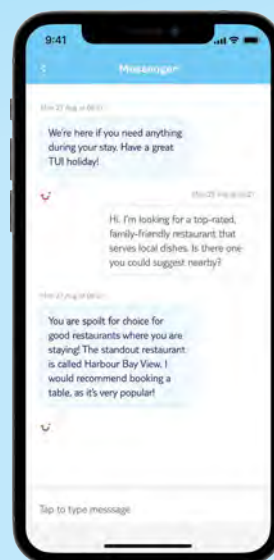 9:41
Messenger
We're here if you need anything
during your stay. Have a great
TUI holiday!
Hi. I'm looking for a top-rated,
family-friendly restaurant that
serves local dishes. Is there one
you could suggest nearby?
You are spoilt for choice for
good restaurants where you are
staying! The standout restaurant
is called Harbour Bay View. I
would recommend booking a
table, as it's very popular!
Tap to type messsage